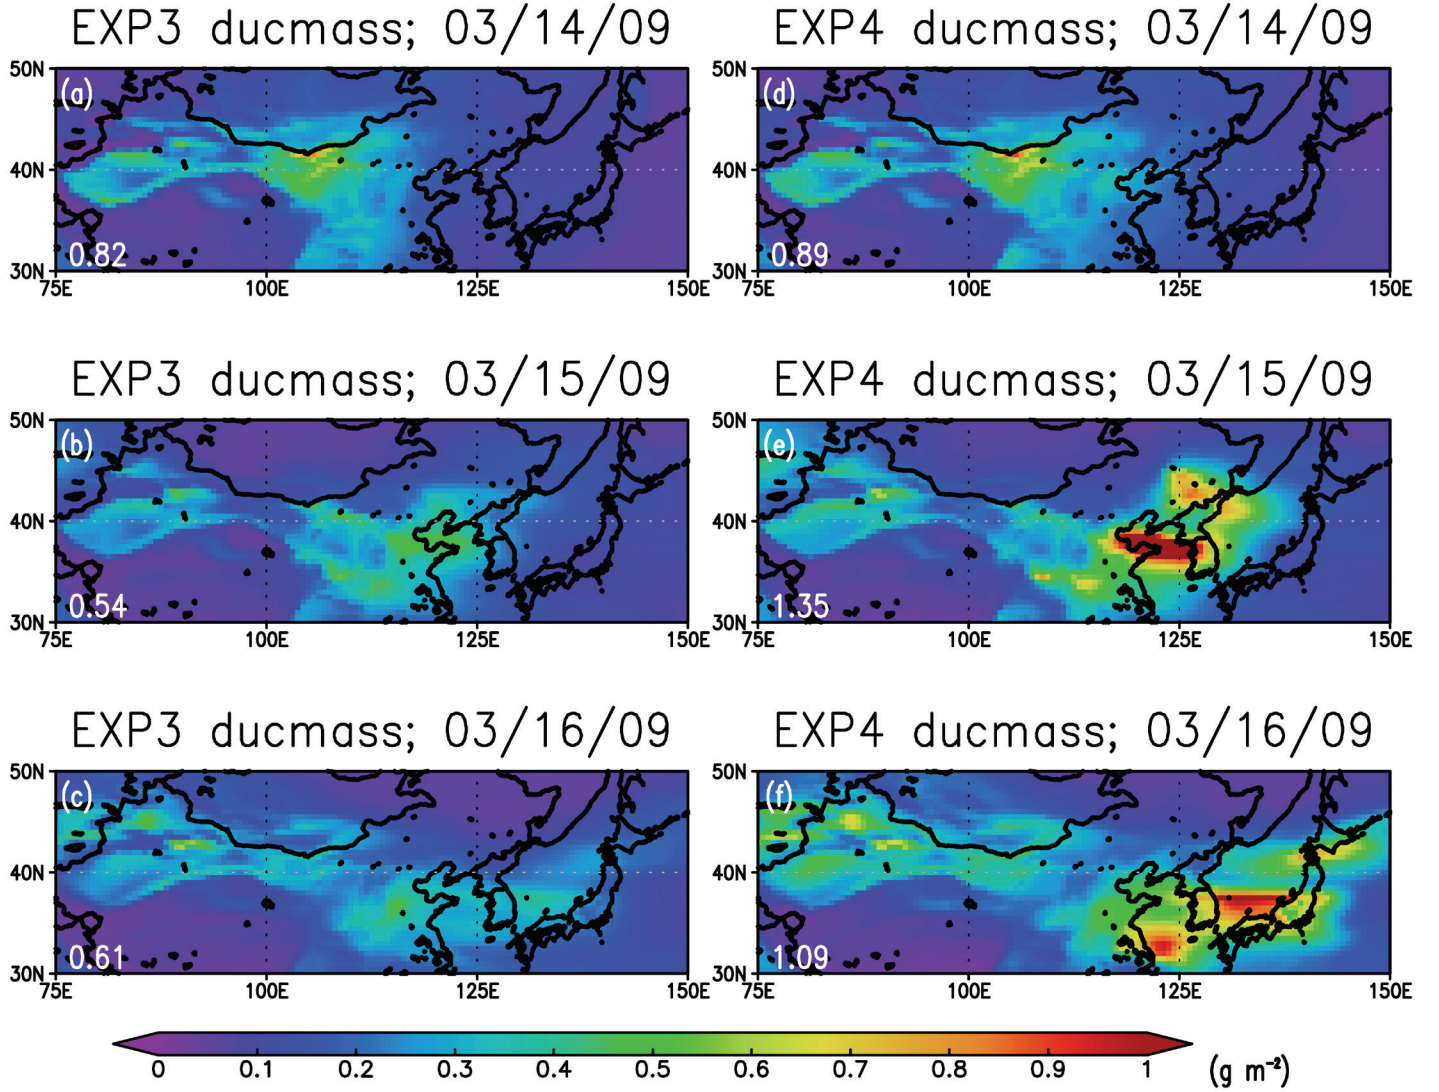 EXP3 ducmass; 03/14/09
EXP4 ducmass; 03/14/09
50N
(a)
40N
0.82
30N
75E 100E 125E 150E
50N
(d)
40N
0.89
30N
75E 100E 125E 150E
EXP3 ducmass; 03/15/09
EXP4 ducmass; 03/15/09
50N
(b)
40N
0.54
30N
75E 100E 125E 150E
50N
(e)
40N
1.35
30N
75E 100E 125E 150E
EXP3 ducmass; 03/16/09
EXP4 ducmass; 03/16/09
50N
(c)
40N
0.61
30N
75E 100E 125E 150E
50N
(f)
40N
1.09
30N
75E 100E 125E 150E
0 0.1 0.2 0.3 0.4 0.5 0.6 0.7 0.8 0.9 1 (g m⁻²)